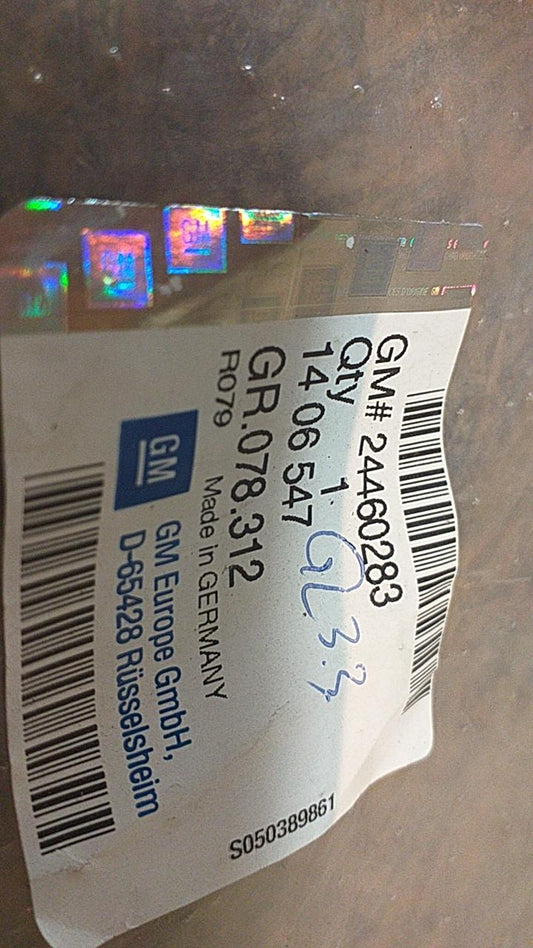 GM# 24460283
Qty 1
14 06 547
GR.078.312
R079 Made in GERMANY
GM
GM Europe GmbH,
D-65428 Rüsselsheim
S050389861